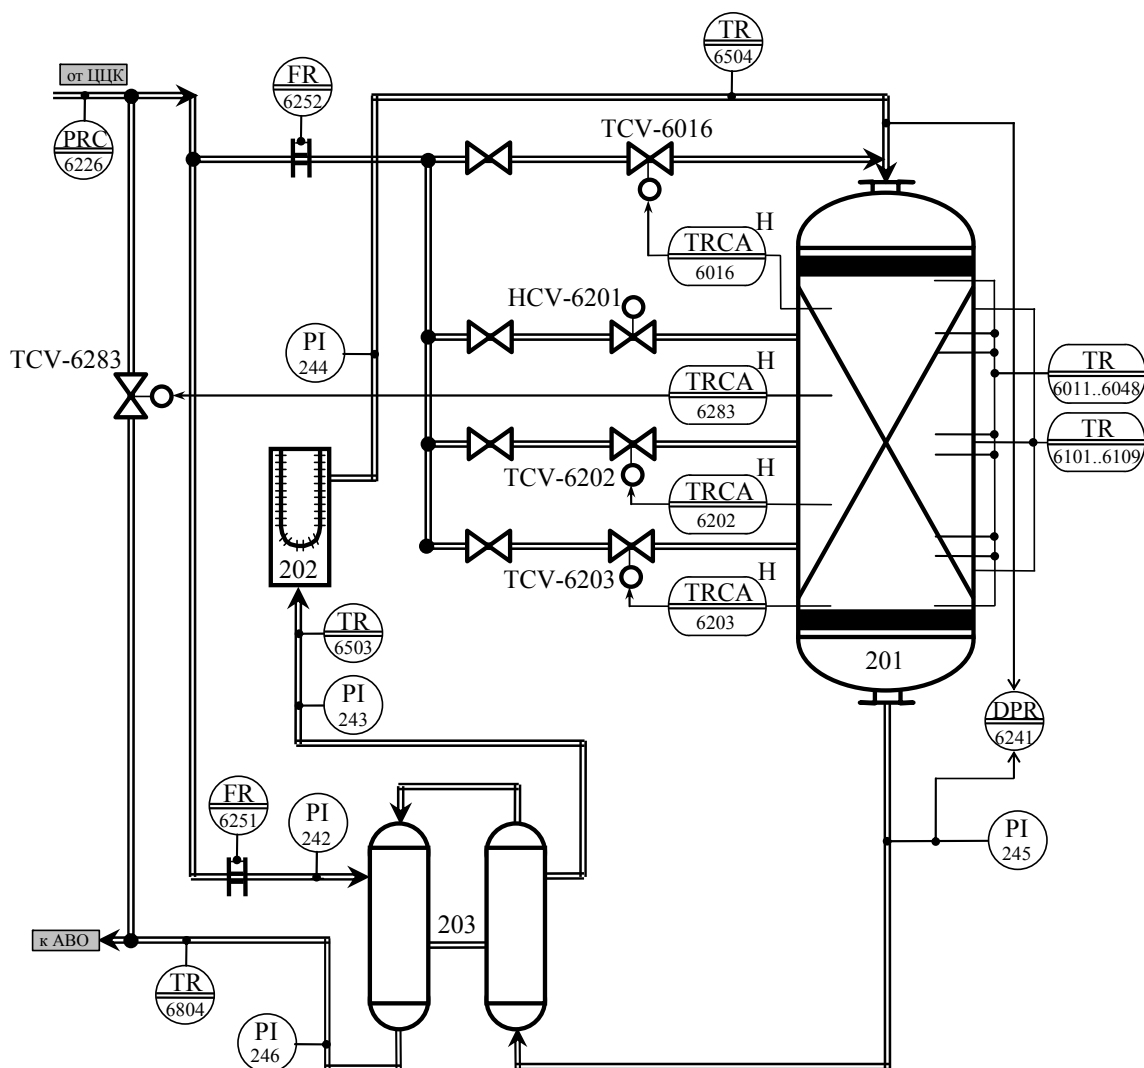 TR
6504
от ЦЦК
FR
6252
TCV-6016
PRC
6226
H
TRCA
6016
HCV-6201
PI
244
TCV-6283
H
TRCA
6283
TR
6011..6048
TR
6101..6109
TCV-6202
H
TRCA
6202
202
TCV-6203
H
TRCA
6203
TR
6503
201
PI
243
DPR
6241
FR
6251
PI
242
PI
245
203
к АВО
TR
6804
PI
246